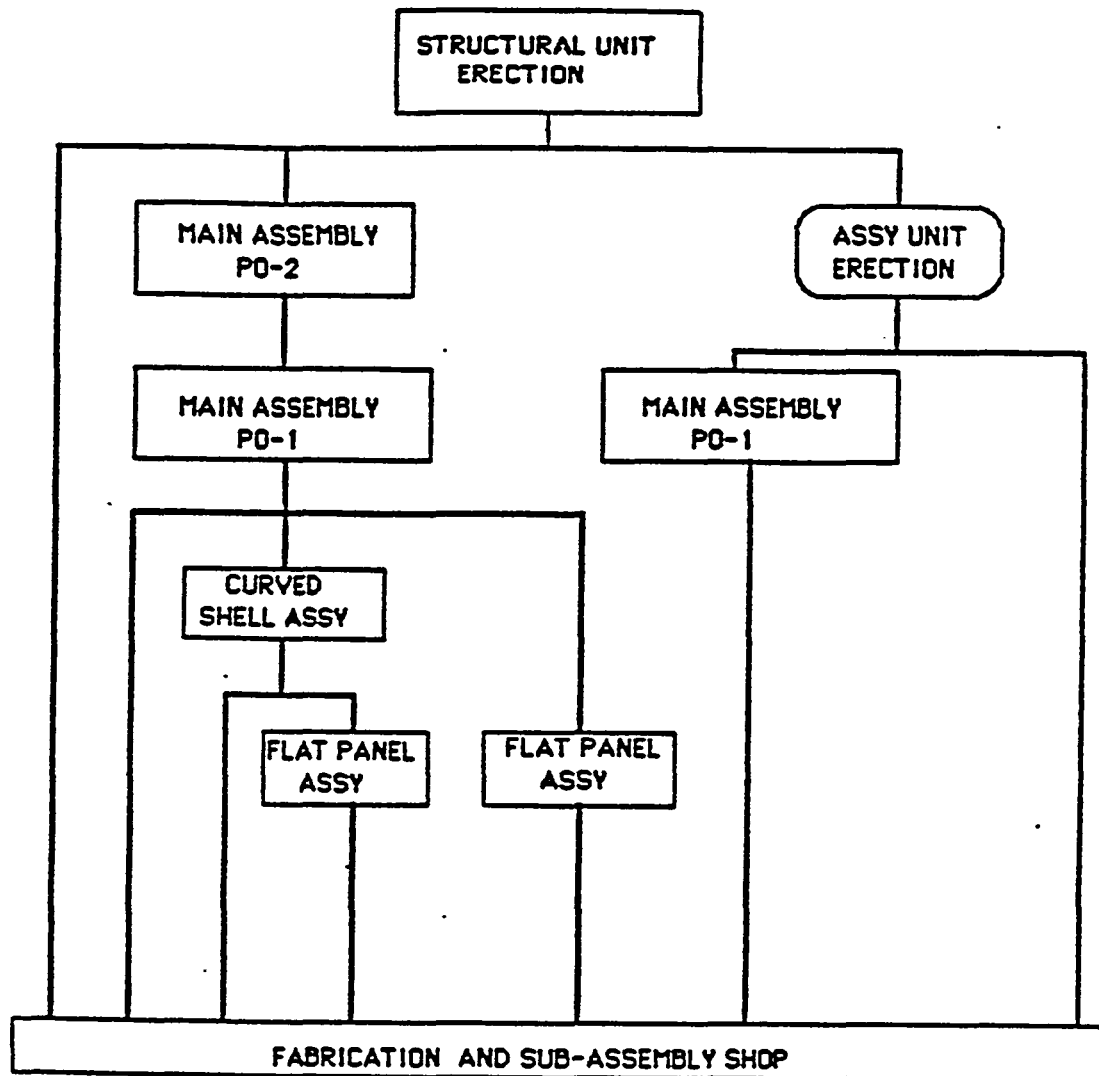 STRUCTURAL UNIT
ERECTION
MAIN ASSEMBLY
PO-2
ASSY UNIT
ERECTION
MAIN ASSEMBLY
PO-1
MAIN ASSEMBLY
PO-1
CURVED
SHELL ASSY
FLAT PANEL
ASSY
FLAT PANEL
ASSY
FABRICATION AND SUB-ASSEMBLY SHOP